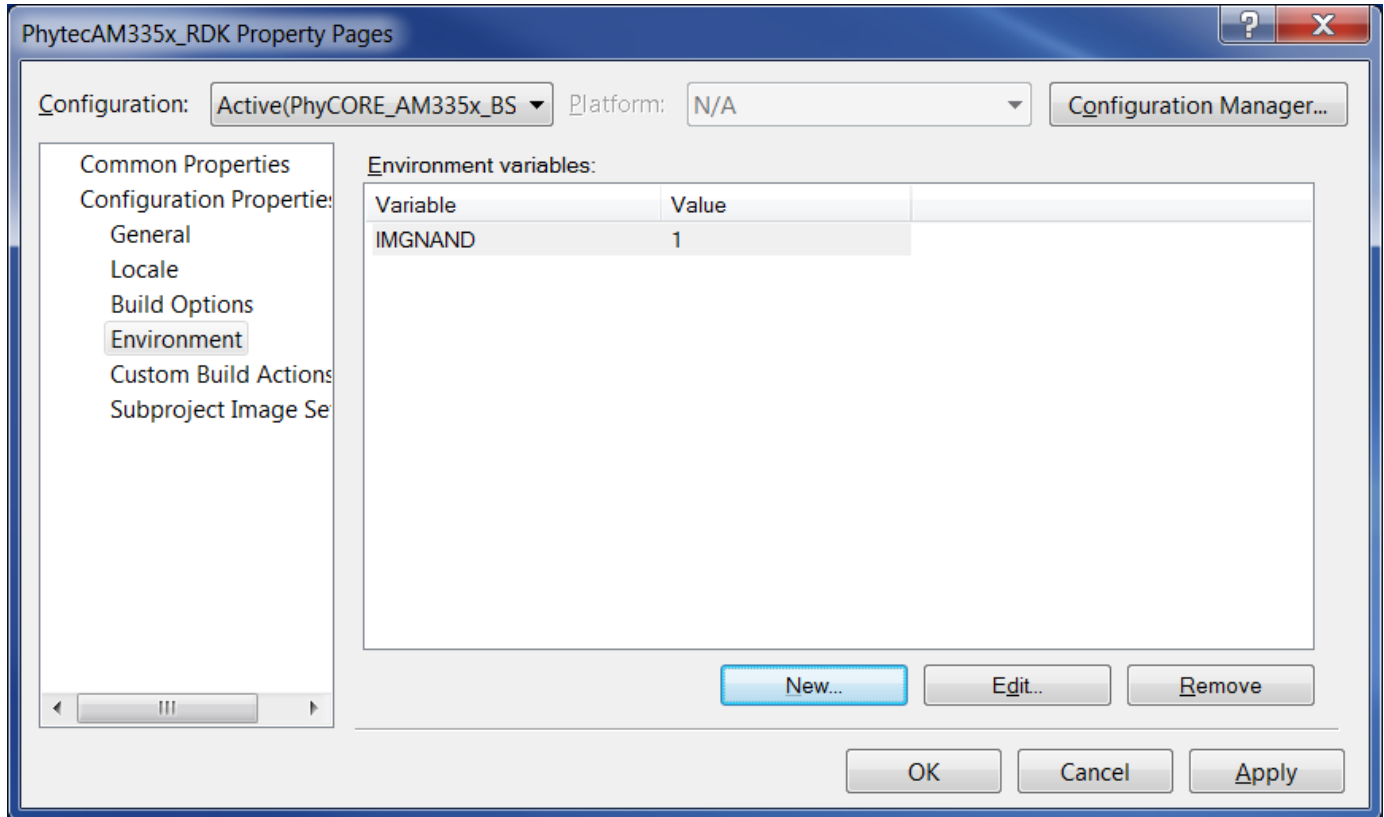 PhytecAM335x_RDK Property Pages
?
X
Configuration: Active(PhyCORE_AM335x_BS Platform: N/A Configuration Manager...
Common Properties
Configuration Propertie
General
Locale
Build Options
Environment
Custom Build Actions
Subproject Image Se
Environment variables:
Variable Value
IMGNAND 1
New... Edit... Remove
OK Cancel Apply